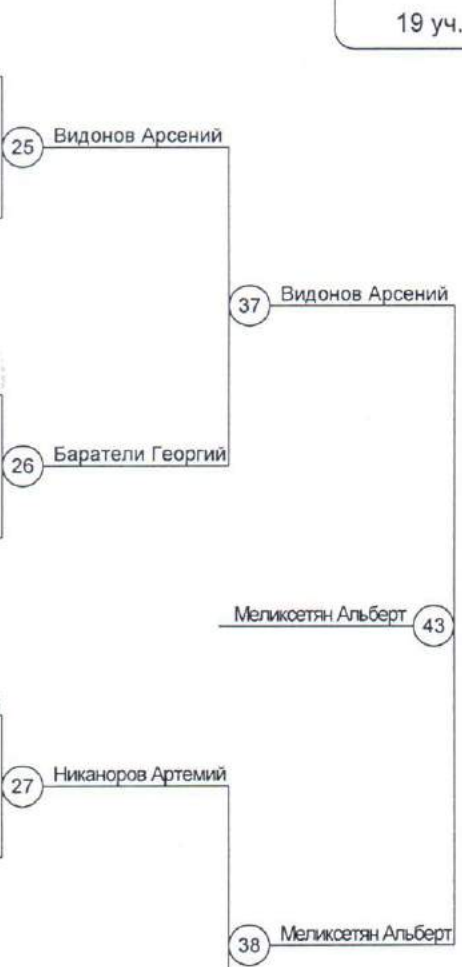 19 уч.
25 Видонов Арсений
37 Видонов Арсений
26 Баратели Георгий
Меликсетян Альберт 43
27 Никаноров Артемий
38 Меликсетян Альберт